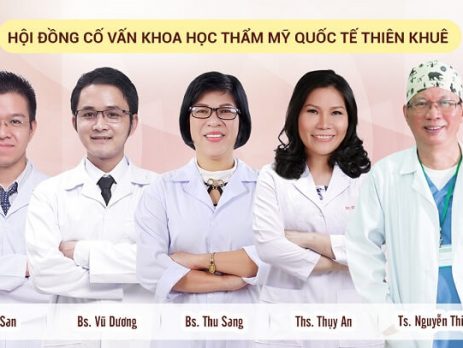 HỘI ĐỒNG CỐ VẤN KHOA HỌC THẨM MỸ QUỐC TẾ THIÊN KHUÊ
San
Bs. Vũ Dương
Bs. Thu Sang
Ths. Thụy An
Ts. Nguyễn Thi